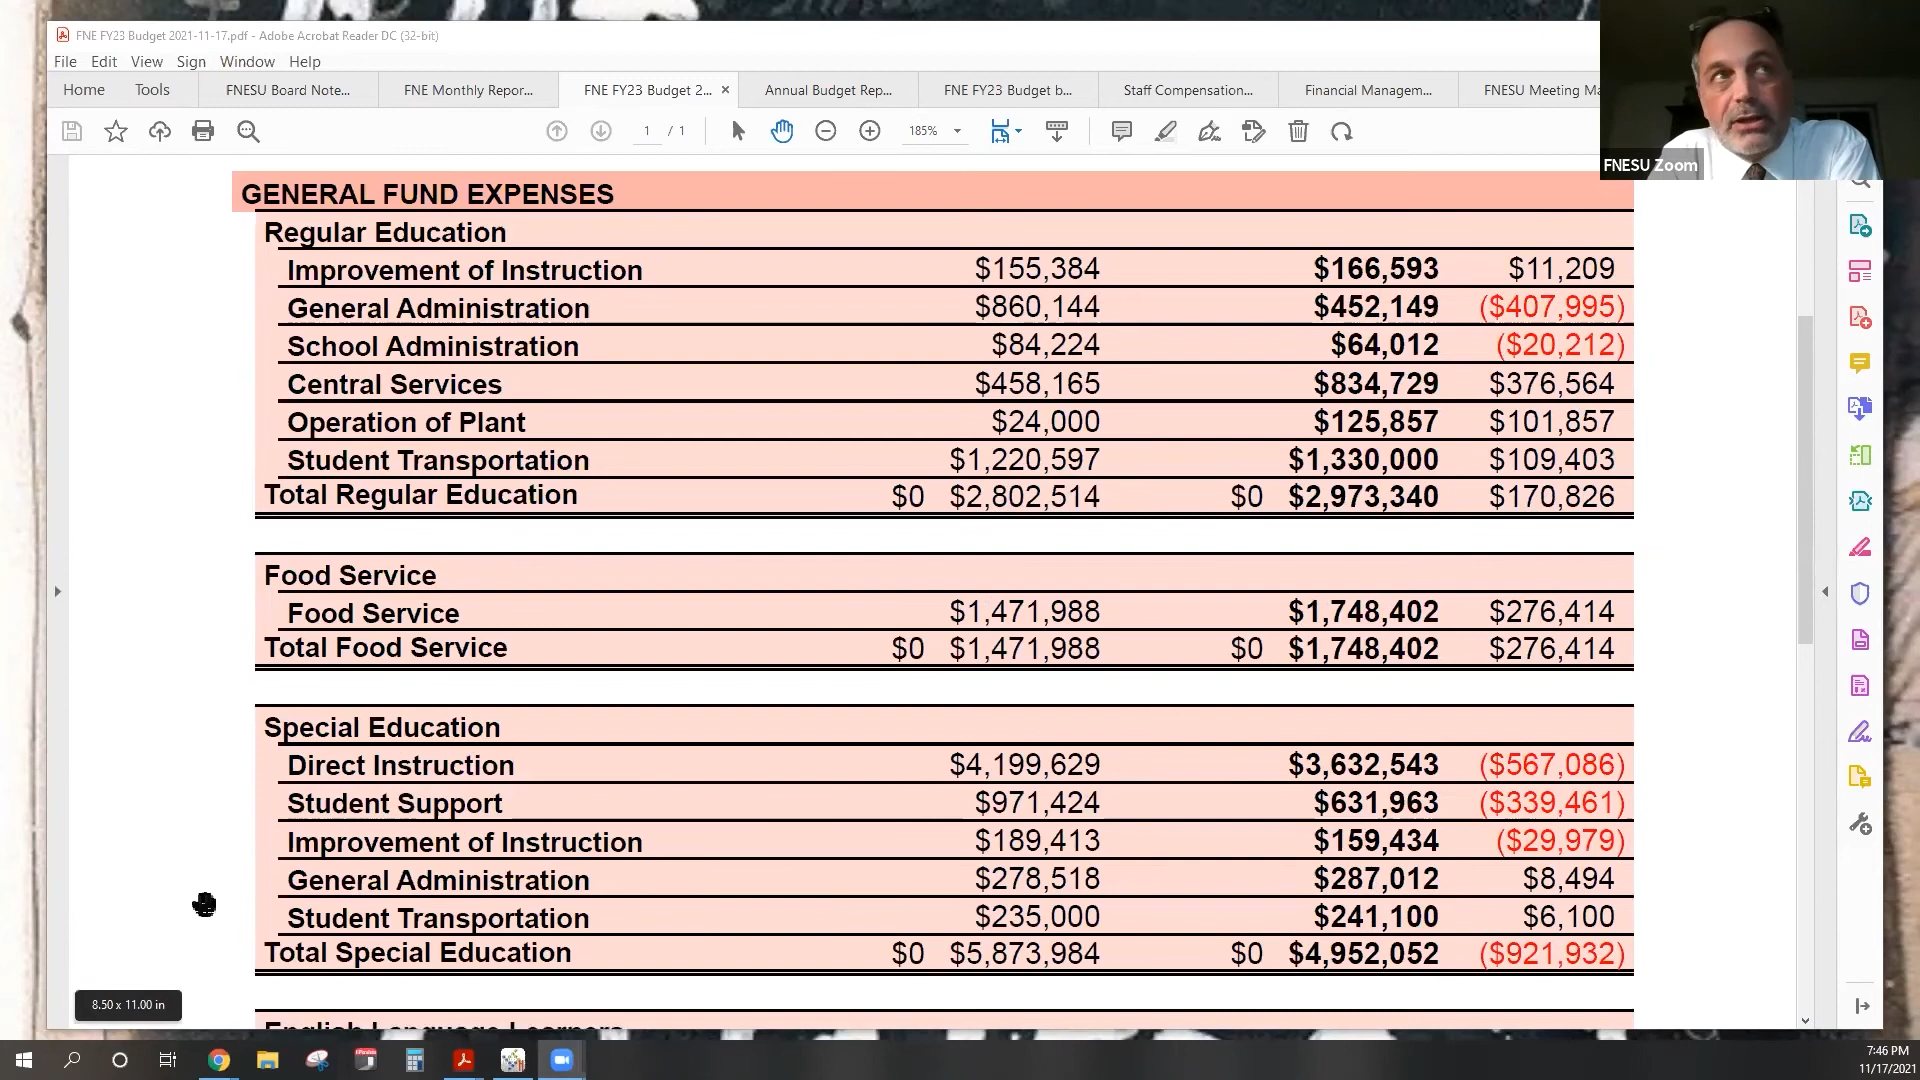 FNE FY23 Budget 2021-11-17.pdf - Adobe Acrobat Reader DC (32-bit)
File Edit View Sign Window Help
Home Tools FNESU Board Note... FNE Monthly Repor... FNE FY23 Budget 2... × Annual Budget Rep... FNE FY23 Budget b... Staff Compensation... Financial Managem... FNESU Meeting Ma
1 / 1 185%
FNESU Zoom
GENERAL FUND EXPENSES
Regular Education
Improvement of Instruction $155,384 $166,593 $11,209
General Administration $860,144 $452,149 ($407,995)
School Administration $84,224 $64,012 ($20,212)
Central Services $458,165 $834,729 $376,564
Operation of Plant $24,000 $125,857 $101,857
Student Transportation $1,220,597 $1,330,000 $109,403
Total Regular Education $0 $2,802,514 $0 $2,973,340 $170,826
Food Service
Food Service $1,471,988 $1,748,402 $276,414
Total Food Service $0 $1,471,988 $0 $1,748,402 $276,414
Special Education
Direct Instruction $4,199,629 $3,632,543 ($567,086)
Student Support $971,424 $631,963 ($339,461)
Improvement of Instruction $189,413 $159,434 ($29,979)
General Administration $278,518 $287,012 $8,494
Student Transportation $235,000 $241,100 $6,100
Total Special Education $0 $5,873,984 $0 $4,952,052 ($921,932)
8.50 x 11.00 in
English Language Learners
7:46 PM
11/17/2021